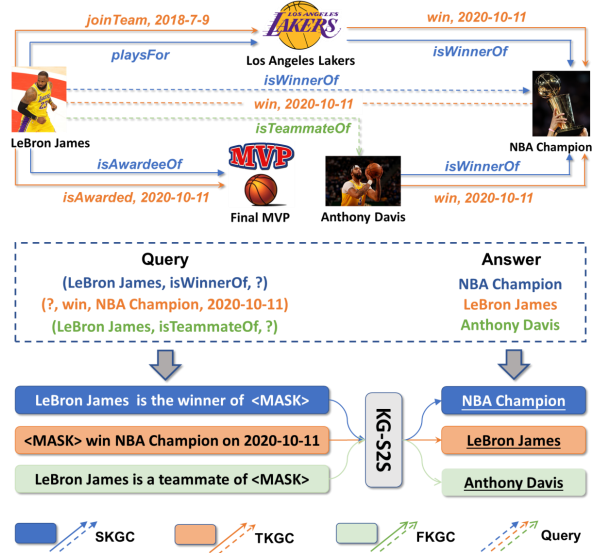 joinTeam, 2018-7-9
LOS ANGELES
LAKERS
win, 2020-10-11
playsFor
isWinnerOf
Los Angeles Lakers
isWinnerOf
win, 2020-10-11
isTeammateOf
LeBron James
NBA Champion
isAwardeeOf
MVP
isWinnerOf
isAwarded, 2020-10-11
win, 2020-10-11
Final MVP
Anthony Davis
Query
Answer
(LeBron James, isWinnerOf, ?)
NBA Champion
(?, win, NBA Champion, 2020-10-11)
LeBron James
(LeBron James, isTeammateOf, ?)
Anthony Davis
LeBron James is the winner of <MASK>
NBA Champion
<MASK> win NBA Champion on 2020-10-11
KG-S2S
LeBron James
LeBron James is a teammate of <MASK>
Anthony Davis
SKGC
TKGC
FKGC
Query